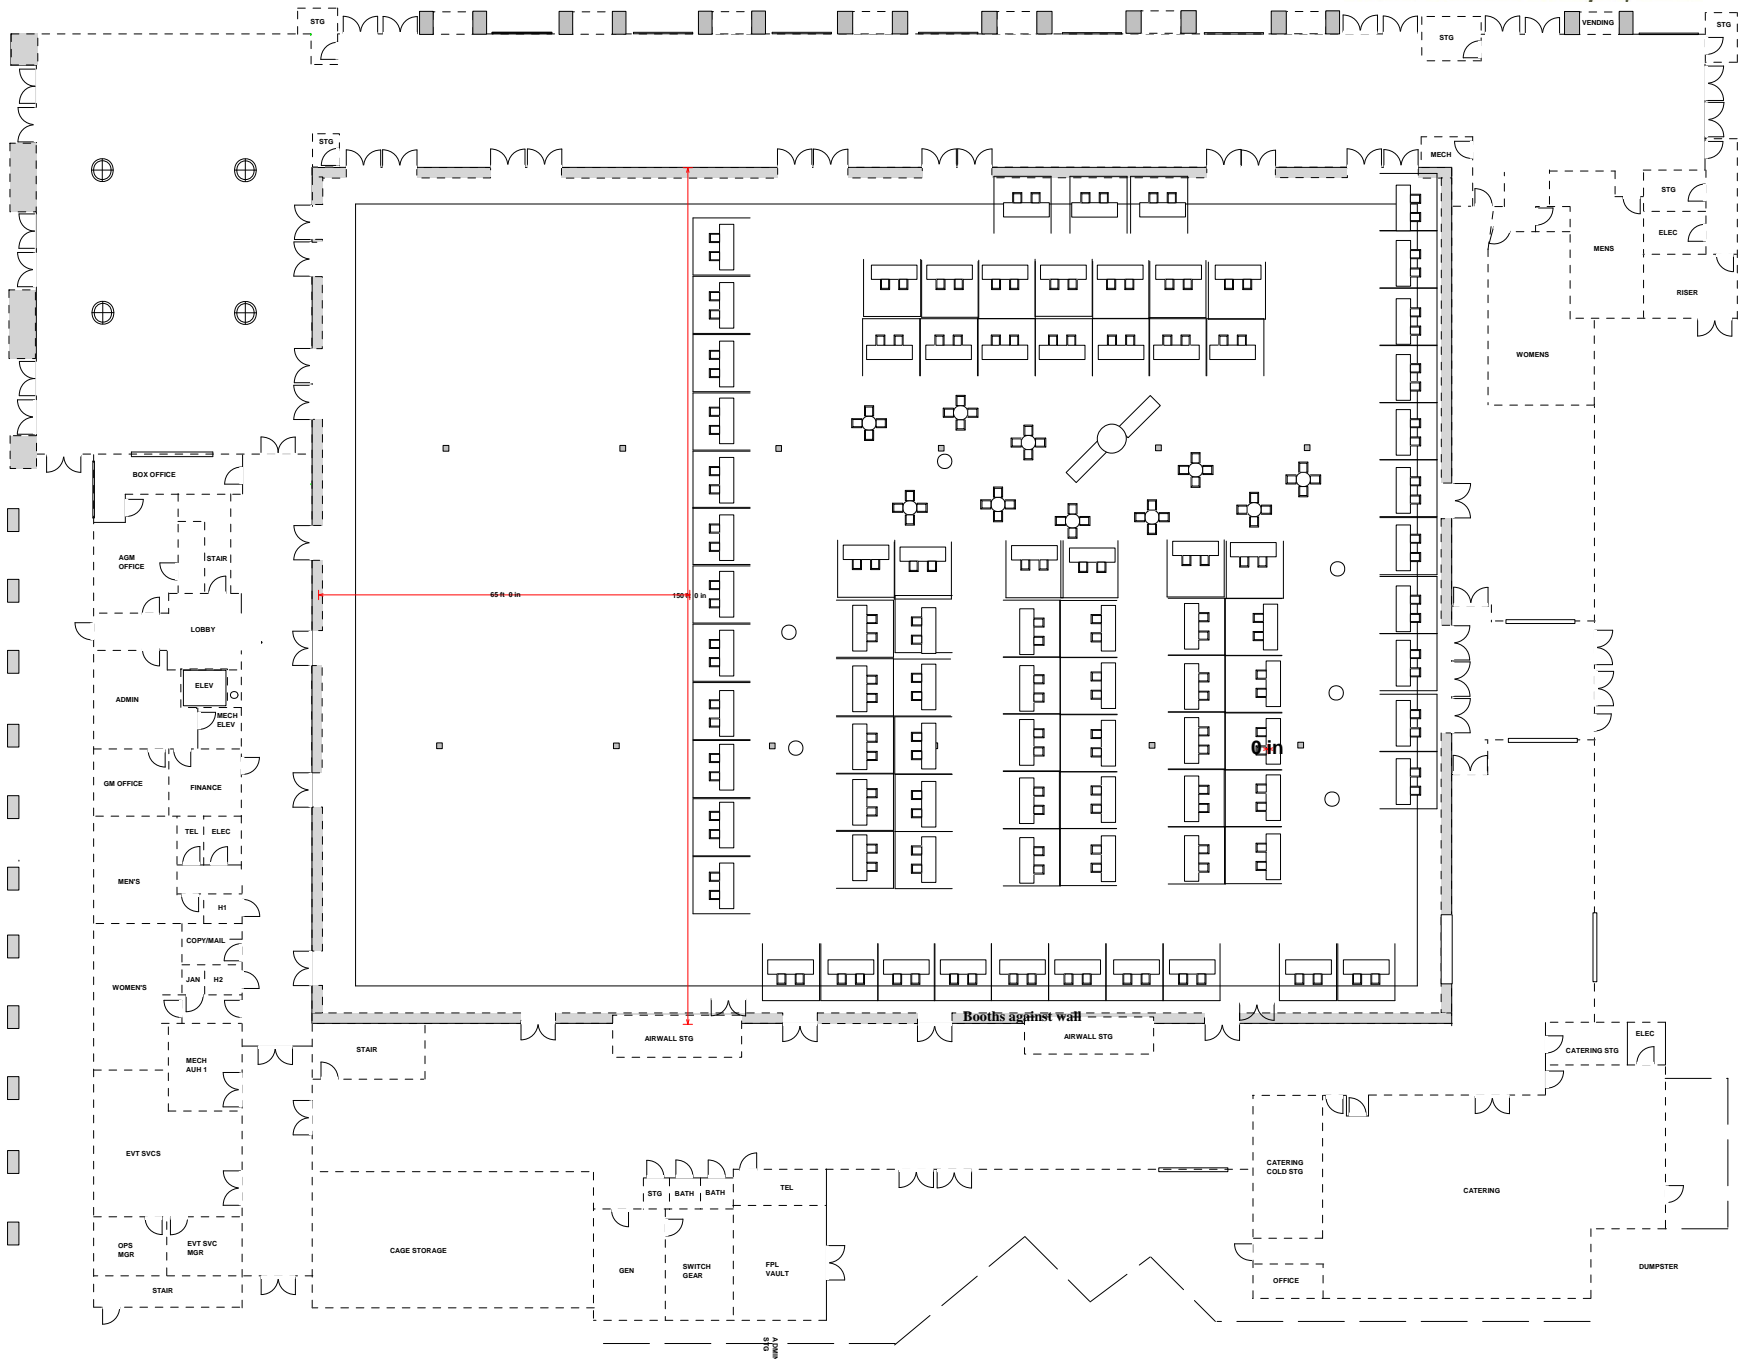 STG
STG
VENDING
STG
STG
MECH
STG
ELEC
MENS
RISER
WOMENS
BOX OFFICE
AGM
OFFICE
STAIR
65 ft 0 in
LOBBY
ELEV
ADMIN
MECH
ELEV
0 in
GM OFFICE
FINANCE
TEL
ELEC
MEN'S
H1
COPY/MAIL
JAN
H2
WOMEN'S
Booths against wall
AIRWALL STG
AIRWALL STG
STAIR
MECH
AUH 1
CATERING STG
ELEC
EVT SVCS
CATERING
COLD STG
CATERING
STG
BATH
BATH
TEL
OPS
MGR
EVT SVC
MGR
CAGE STORAGE
GEN
SWITCH
GEAR
FPL
VAULT
DUMPSTER
OFFICE
STAIR